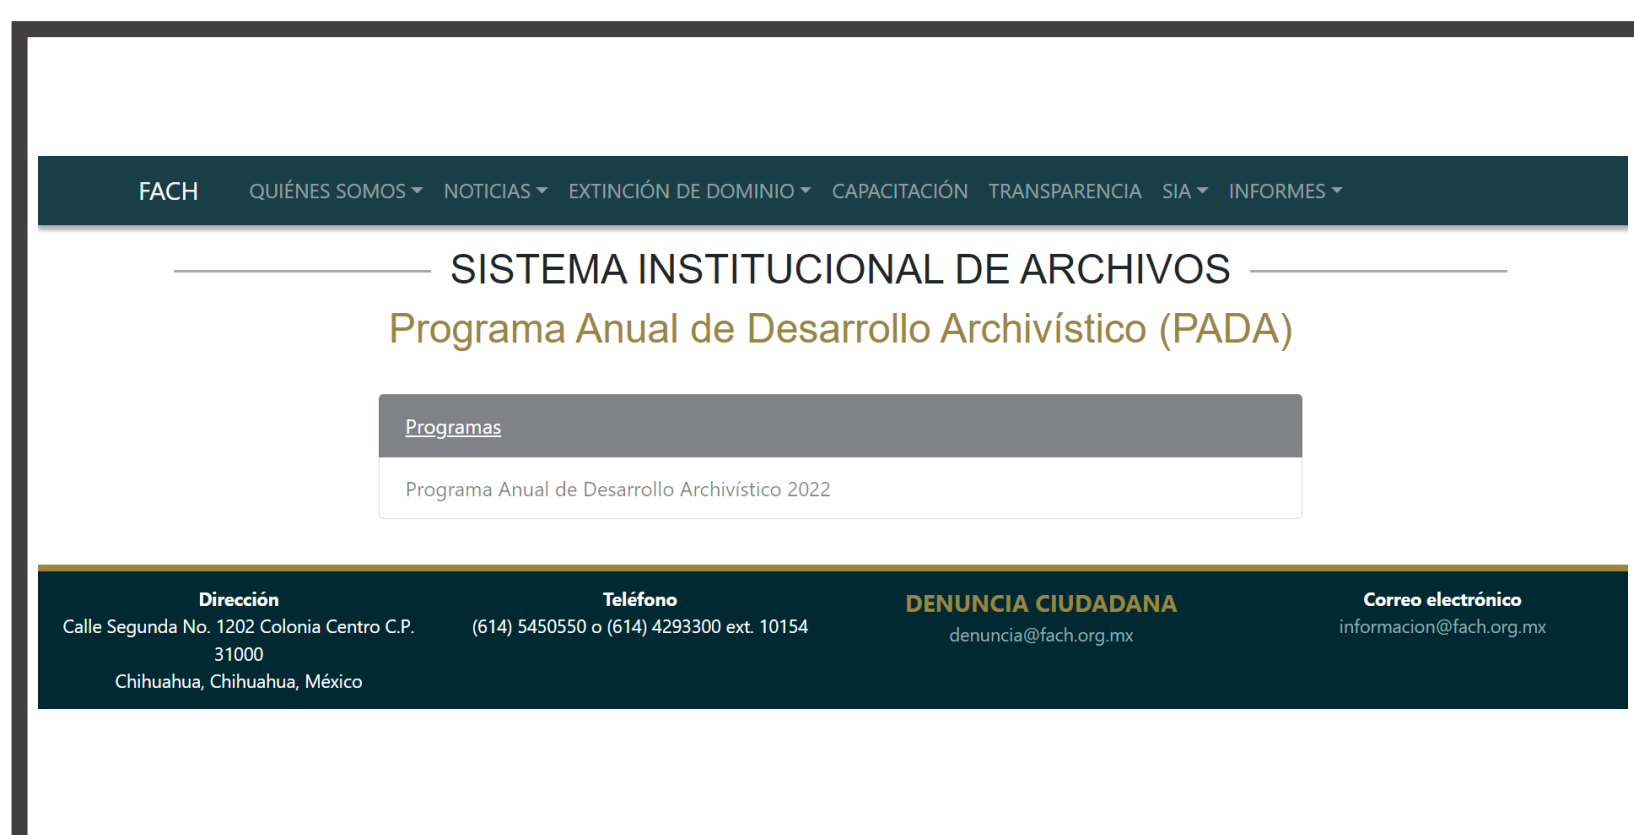 FACH QUIÉNES SOMOS NOTICIAS EXTINCIÓN DE DOMINIO CAPACITACIÓN TRANSPARENCIA SIA INFORMES
SISTEMA INSTITUCIONAL DE ARCHIVOS
Programa Anual de Desarrollo Archivístico (PADA)
Programas
Programa Anual de Desarrollo Archivístico 2022
Dirección
Calle Segunda No. 1202 Colonia Centro C.P.
31000
Chihuahua, Chihuahua, México
Teléfono
(614) 5450550 o (614) 4293300 ext. 10154
DENUNCIA CIUDADANA
denuncia@fach.org.mx
Correo electrónico
informacion@fach.org.mx